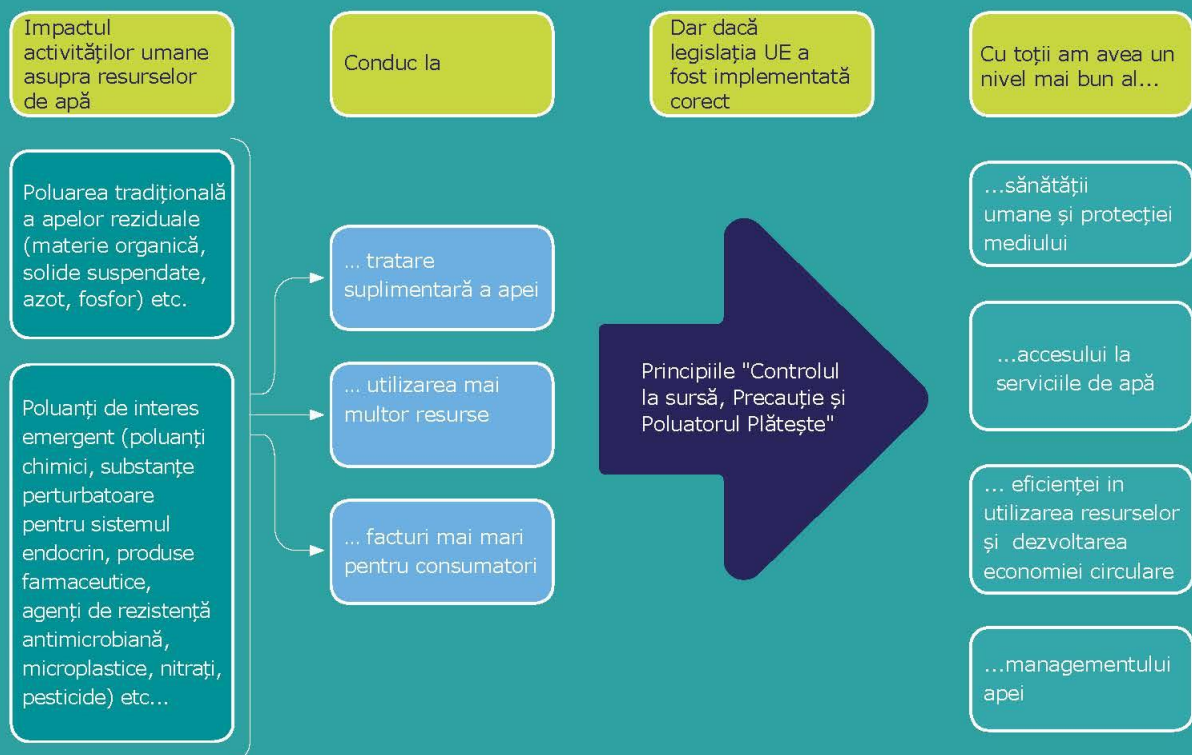 Impactul
activităților umane
asupra resurselor
de apă
Poluarea tradițională
a apelor reziduale
(materie organică,
solide suspendate,
azot, fosfor) etc.
Poluanți de interes
emergent (poluanți
chimici, substanțe
perturbatoare
pentru sistemul
endocrin, produse
farmaceutice,
agenți de rezistență
antimicrobiană,
microplastice, nitrați,
pesticide) etc...
Conduc la
... tratare
suplimentară a apei
... utilizarea mai
multor resurse
... facturi mai mari
pentru consumatori
Dar dacă
legislația UE a
fost implementată
corect
Principiile "Controlul
la sursă, Precauție și
Poluatorul Plătește"
Cu toții am avea un
nivel mai bun al...
...sănătății
umane și protecției
mediului
...accesului la
serviciile de apă
... eficienței in
utilizarea resurselor
și dezvoltarea
economiei circulare
...managementului
apei